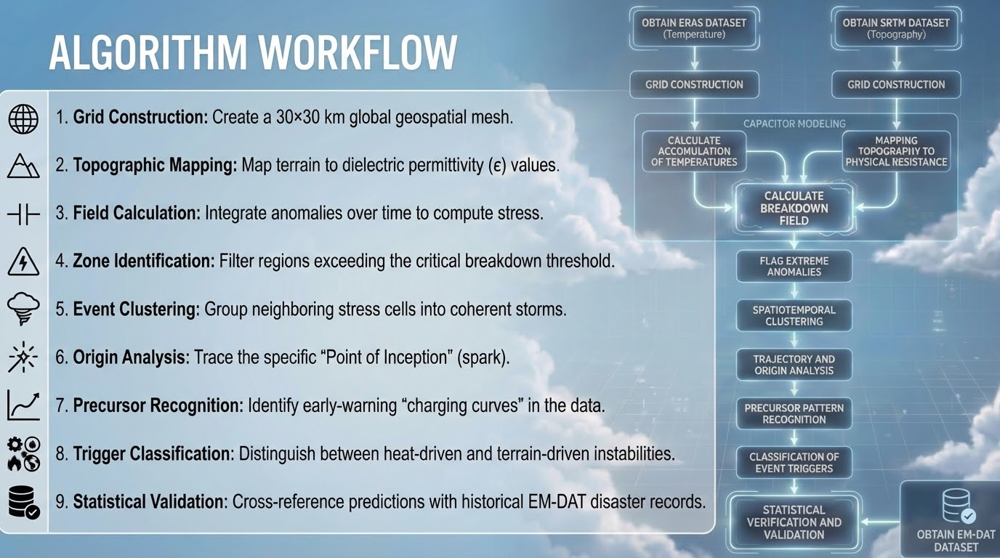 ALGORITHM WORKFLOW
1. Grid Construction: Create a 30×30 km global geospatial mesh.
2. Topographic Mapping: Map terrain to dielectric permittivity (ϵ) values.
3. Field Calculation: Integrate anomalies over time to compute stress.
4. Zone Identification: Filter regions exceeding the critical breakdown threshold.
5. Event Clustering: Group neighboring stress cells into coherent storms.
6. Origin Analysis: Trace the specific “Point of Inception” (spark).
7. Precursor Recognition: Identify early-warning “charging curves” in the data.
8. Trigger Classification: Distinguish between heat-driven and terrain-driven instabilities.
9. Statistical Validation: Cross-reference predictions with historical EM-DAT disaster records.
OBTAIN ERAS DATASET
(Temperature)
OBTAIN SRTM DATASET
(Topography)
GRID CONSTRUCTION
GRID CONSTRUCTION
CAPACITOR MODELING
CALCULATE
ACCOMULATION
OF TEMPERATURES
MAPPING
TOPOGRAPHY TO
PHYSICAL RESISTANCE
CALCULATE
BREAKDOWN
FIELD
FLAG EXTREME
ANOMALIES
SPATIOTEMPORAL
CLUSTERING
TRAJECTORY AND
ORIGIN ANALYSIS
PRECURSOR PATTERN
RECOGNITION
CLASSIFICATION OF
EVENT TRIGGERS
STATISTICAL
VERIFICATION AND
VALIDATION
OBTAIN EM-DAT
DATASET